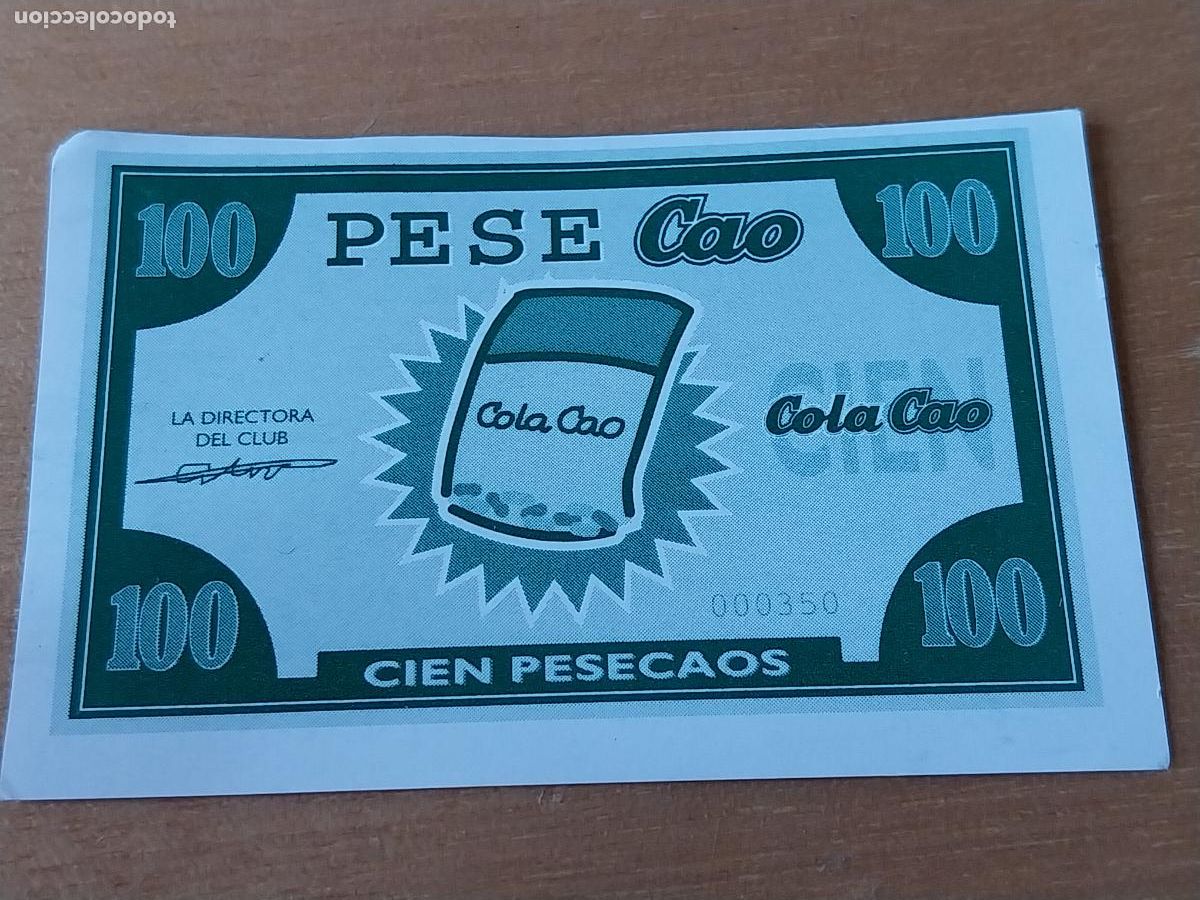 todocoleccion
100 PESE Cao 100
Cola Cao
LA DIRECTORA
DEL CLUB
CIEN
Cola Cao
CIEN
000350
100 CIEN PESECAOS 100